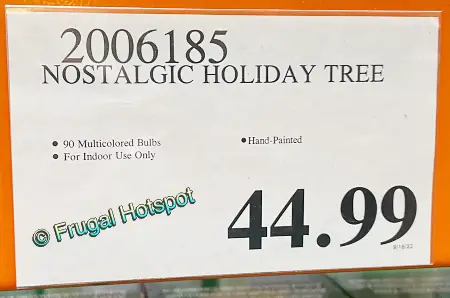 2006185
NOSTALGIC HOLIDAY TREE
• 90 Multicolored Bulbs
• For Indoor Use Only
• Hand-Painted
© Frugal Hotspot
44.99